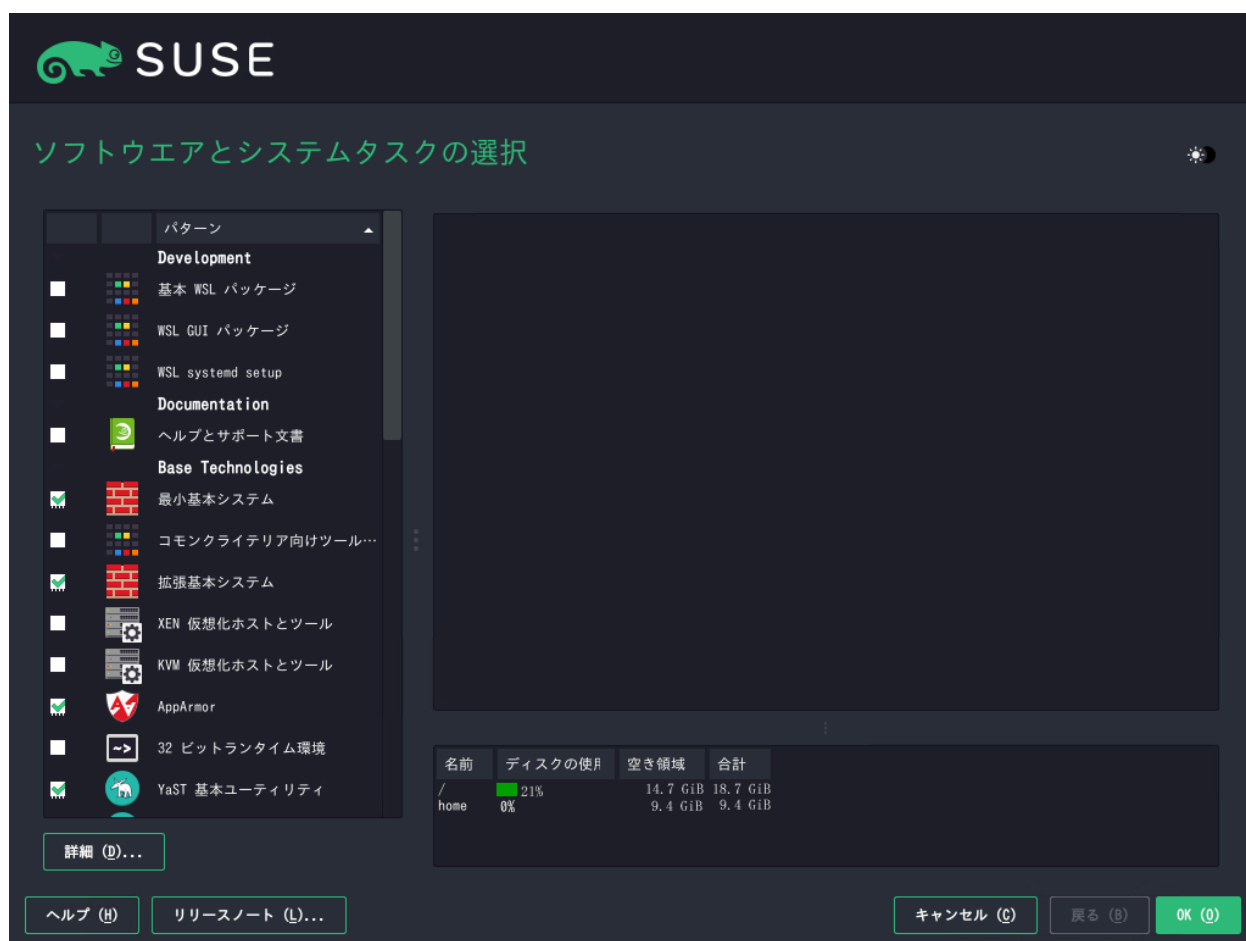 SUSE
ソフトウエアとシステムタスクの選択
パターン
Development
基本 WSL パッケージ
WSL GUI パッケージ
WSL systemd setup
Documentation
ヘルプとサポート文書
Base Technologies
最小基本システム
コモンクライテリア向けツール…
拡張基本システム
XEN 仮想化ホストとツール
KVM 仮想化ホストとツール
AppArmor
32 ビットランタイム環境
YaST 基本ユーティリティ
名前 ディスクの使用 空き領域 合計
/ 21% 14.7 GiB 18.7 GiB
home 0% 9.4 GiB 9.4 GiB
詳細 (D)...
ヘルプ (H) リリースノート (L)... キャンセル (C) 戻る (B) OK (O)